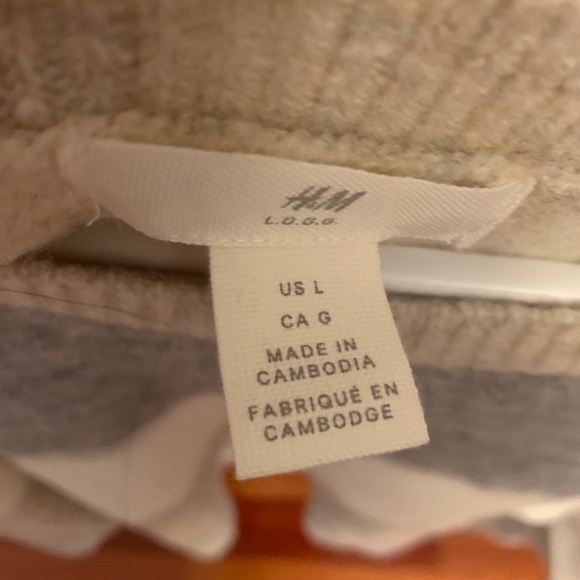 H&M
L.O.G.G.
US L
CA G
MADE IN
CAMBODIA
FABRIQUÉ EN
CAMBODGE